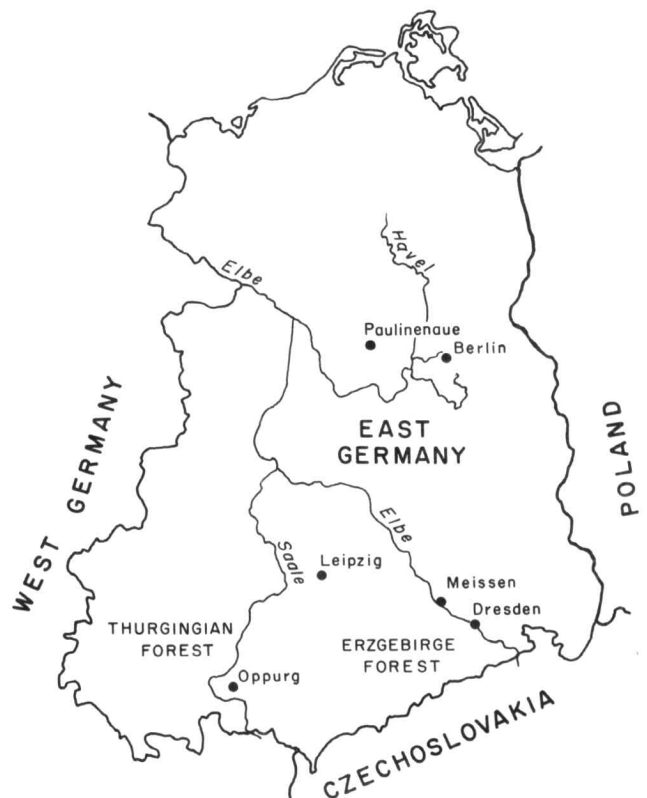 Havel
Elbe
Paulinenaue
Berlin
EAST
GERMANY
WEST GERMANY
POLAND
Elbe
Saale
Leipzig
Meissen
Dresden
THURGINGIAN
FOREST
ERZGEBIRGE
FOREST
Oppurg
CZECHOSLOVAKIA